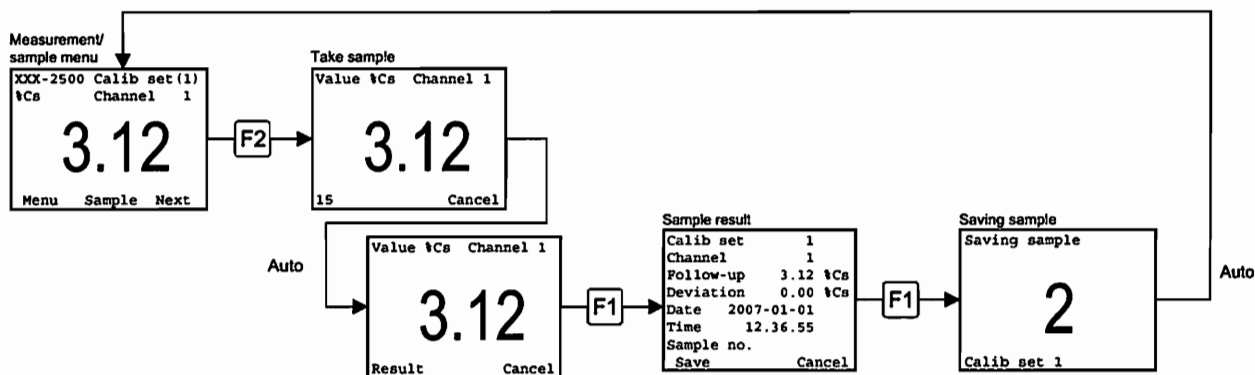 Measurement/
sample menu
XXX-2500 Calib set(1)
%Cs Channel 1
3.12
Menu Sample Next
F2
Take sample
Value %Cs Channel 1
3.12
15 Cancel
Auto
Value %Cs Channel 1
3.12
Result Cancel
F1
Sample result
Calib set 1
Channel 1
Follow-up 3.12 %Cs
Deviation 0.00 %Cs
Date 2007-01-01
Time 12.36.55
Sample no.
Save Cancel
F1
Saving sample
Saving sample
2
Calib set 1
Auto